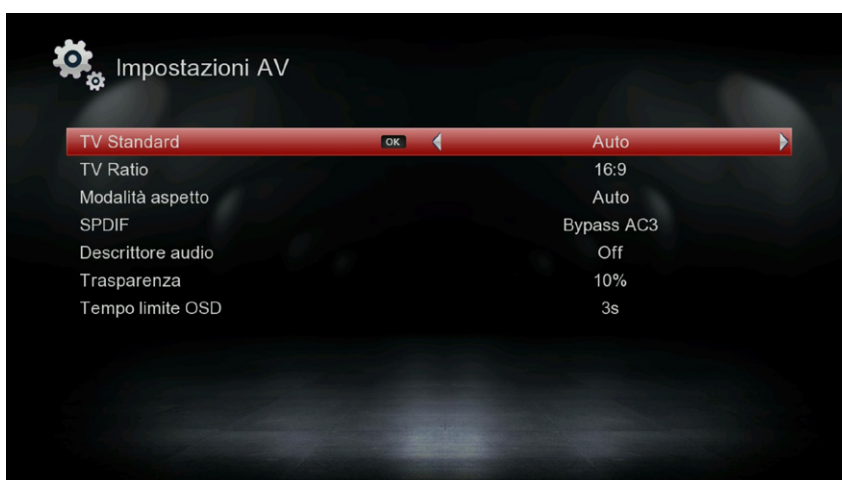 Impostazioni AV
TV Standard OK Auto
TV Ratio 16:9
Modalità aspetto Auto
SPDIF Bypass AC3
Descrittore audio Off
Trasparenza 10%
Tempo limite OSD 3s